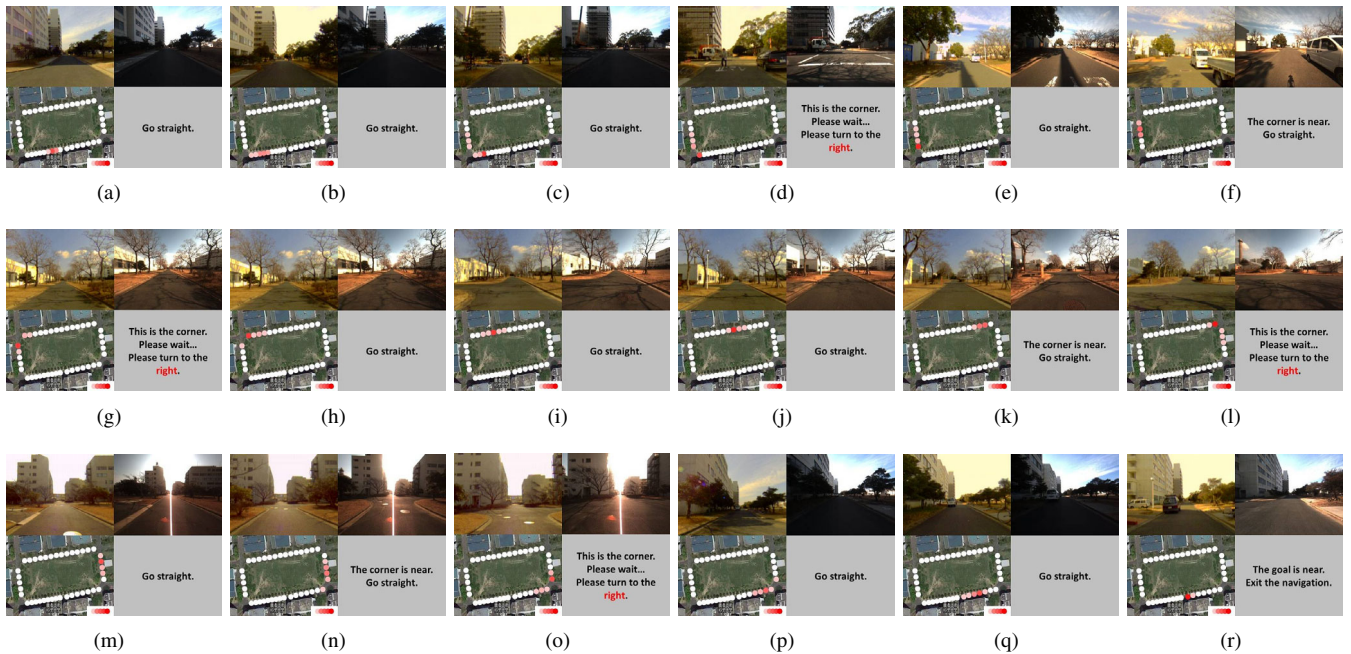 Go straight.
Go straight.
Go straight.
This is the corner.
Please wait...
Please turn to the
right.
Go straight.
The corner is near.
Go straight.
(a)
(b)
(c)
(d)
(e)
(f)
This is the corner.
Please wait...
Please turn to the
right.
Go straight.
Go straight.
Go straight.
The corner is near.
Go straight.
This is the corner.
Please wait...
Please turn to the
right.
(g)
(h)
(i)
(j)
(k)
(l)
Go straight.
The corner is near.
Go straight.
This is the corner.
Please wait...
Please turn to the
right.
Go straight.
Go straight.
The goal is near.
Exit the navigation.
(m)
(n)
(o)
(p)
(q)
(r)